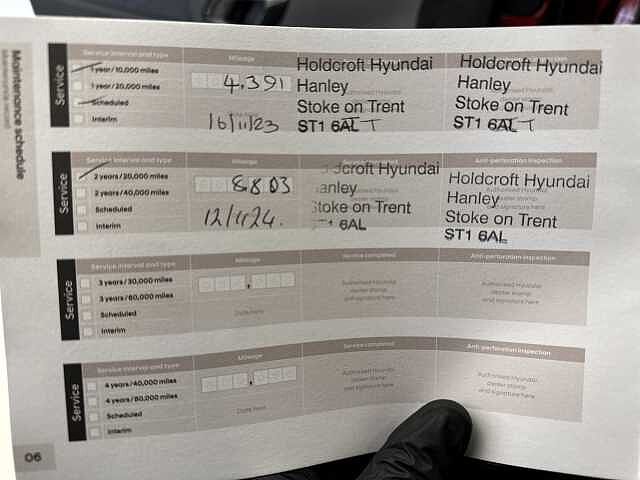 Maintenance schedule
Maintenance record
Service
Service interval and type
1 year/10,000 miles
1 year/20,000 miles
Scheduled
Interim
Mileage
4,391
16/11/23
Holdcroft Hyundai
Hanley
Stoke on Trent
ST1 6AL
Holdcroft Hyundai
Hanley
Stoke on Trent
ST1 6AL
Service
Service interval and type
2 years/20,000 miles
2 years/40,000 miles
Scheduled
Interim
Mileage
8803
12/11/24.
Holdcroft Hyundai
Hanley
Stoke on Trent
ST1 6AL
Anti-perforation inspection
Holdcroft Hyundai
Hanley
Stoke on Trent
ST1 6AL
Service
Service interval and type
3 years/30,000 miles
3 years/60,000 miles
Scheduled
Interim
Mileage
Date here
Service completed
Authorised Hyundai
dealer stamp
and signature here
Anti-perforation inspection
Authorised Hyundai
dealer stamp
and signature here
Service
Service interval and type
4 years/40,000 miles
4 years/80,000 miles
Scheduled
Interim
Mileage
Date here
Service completed
Authorised Hyundai
dealer stamp
and signature here
Anti-perforation inspection
Authorised Hyundai
dealer stamp
and signature here
06